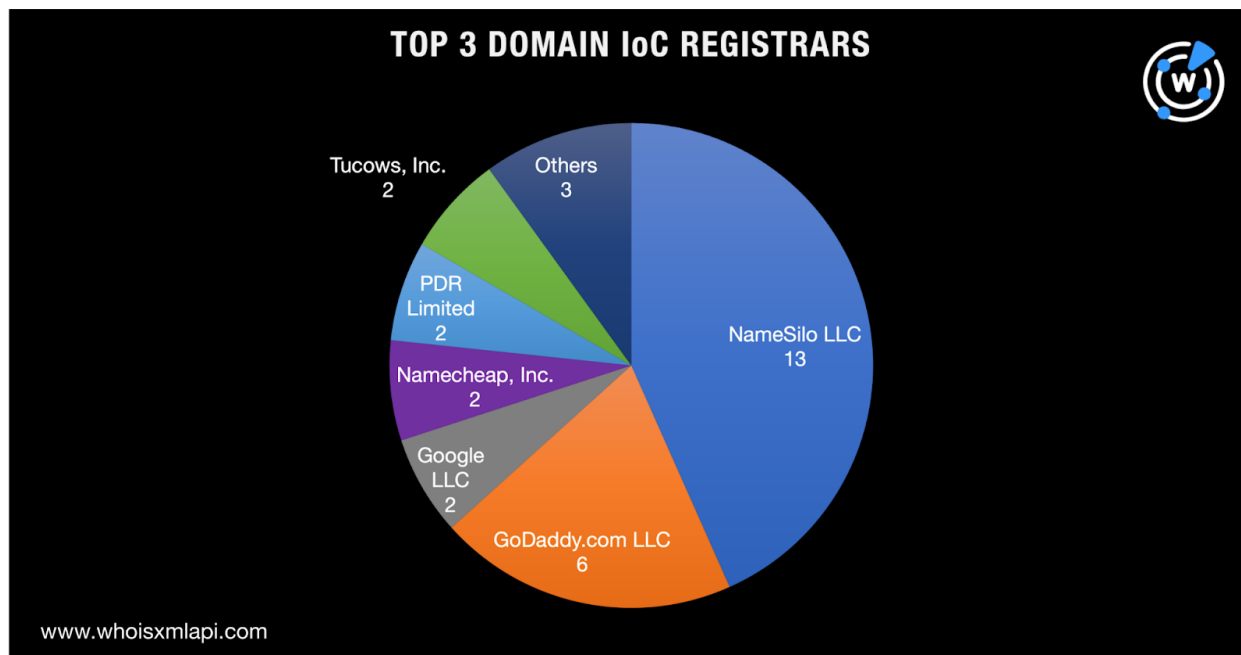 TOP 3 DOMAIN IoC REGISTRARS
W
Tucows, Inc.
2
Others
3
PDR
Limited
2
NameSilo LLC
13
Namecheap, Inc.
2
Google
LLC
2
GoDaddy.com LLC
6
www.whoisxmlapi.com